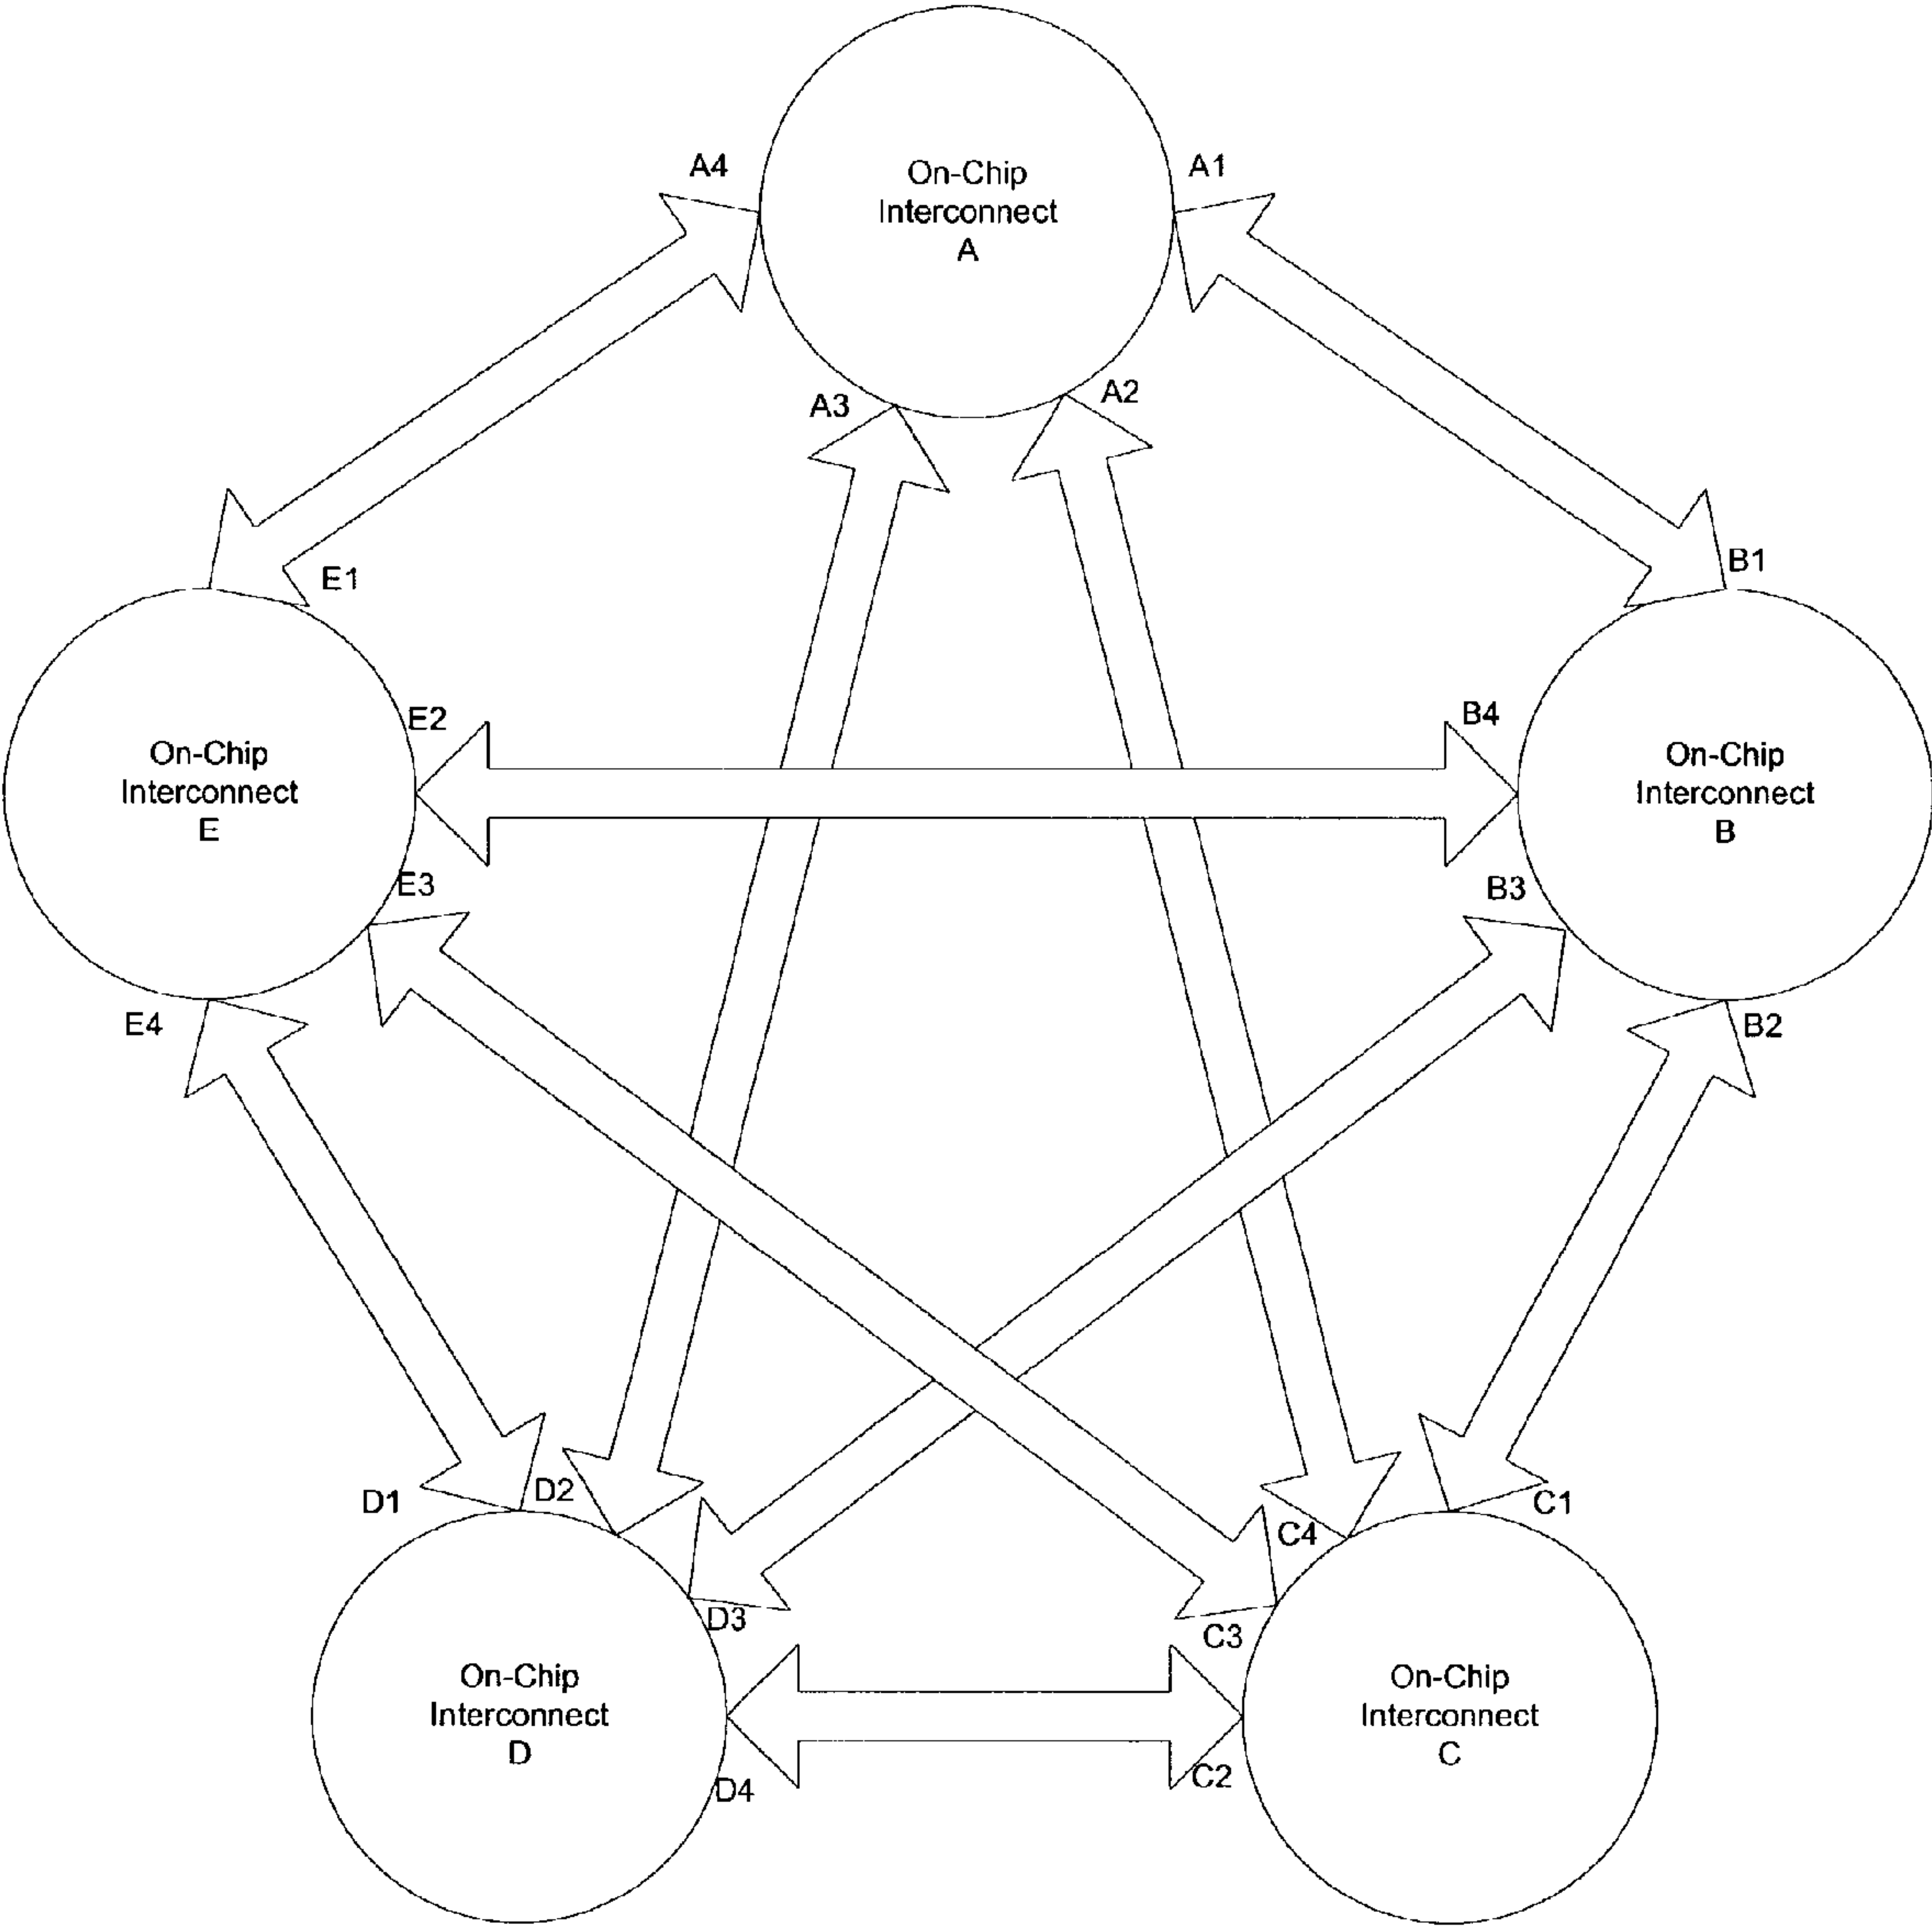 A4
On-Chip
Interconnect
A
A1
A3
A2
E1
B1
E2
B4
On-Chip
Interconnect
E
On-Chip
Interconnect
B
E3
B3
E4
B2
D1
D2
C4
C1
D3
C3
On-Chip
Interconnect
D
On-Chip
Interconnect
C
D4
C2